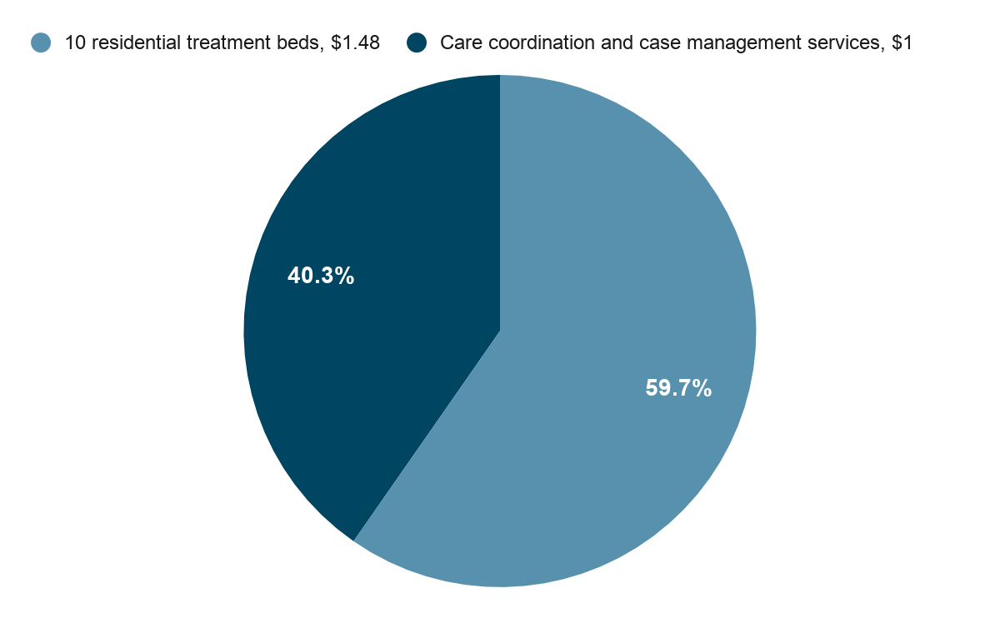 10 residential treatment beds, $1.48 Care coordination and case management services, $1
40.3%
59.7%